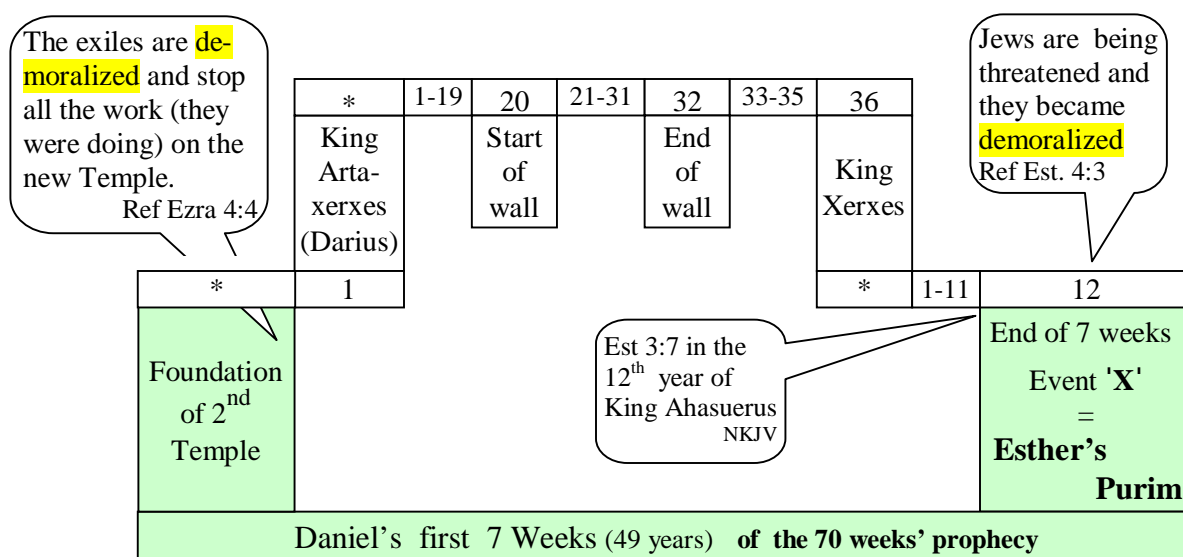 The exiles are de-
moralized and stop
all the work (they
were doing) on the
new Temple.
Ref Ezra 4:4
Jews are being
threatened and
they became
demoralized
Ref Est. 4:3
* 1-19 20 21-31 32 33-35 36
King
Arta-
xerxes
(Darius)
Start
of
wall
End
of
wall
King
Xerxes
* 1 * 1-11 12
Foundation
of 2nd
Temple
Est 3:7 in the
12th year of
King Ahasuerus
NKJV
End of 7 weeks
Event 'X'
=
Esther's
Purim
Daniel's first 7 Weeks (49 years) of the 70 weeks' prophecy